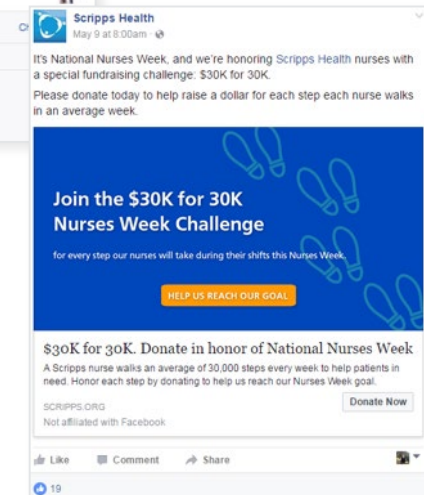 Scripps Health
May 9 at 8:00am ·
It's National Nurses Week, and we're honoring Scripps Health nurses with
a special fundraising challenge: $30K for 30K.
Please donate today to help raise a dollar for each step each nurse walks
in an average week.
Join the $30K for 30K
Nurses Week Challenge
for every step our nurses will take during their shifts this Nurses Week.
HELP US REACH OUR GOAL
$30K for 30K. Donate in honor of National Nurses Week
A Scripps nurse walks an average of 30,000 steps every week to help patients in
need. Honor each step by donating to help us reach our Nurses Week goal.
SCRIPPS.ORG
Donate Now
Not affiliated with Facebook
Like Comment Share
19